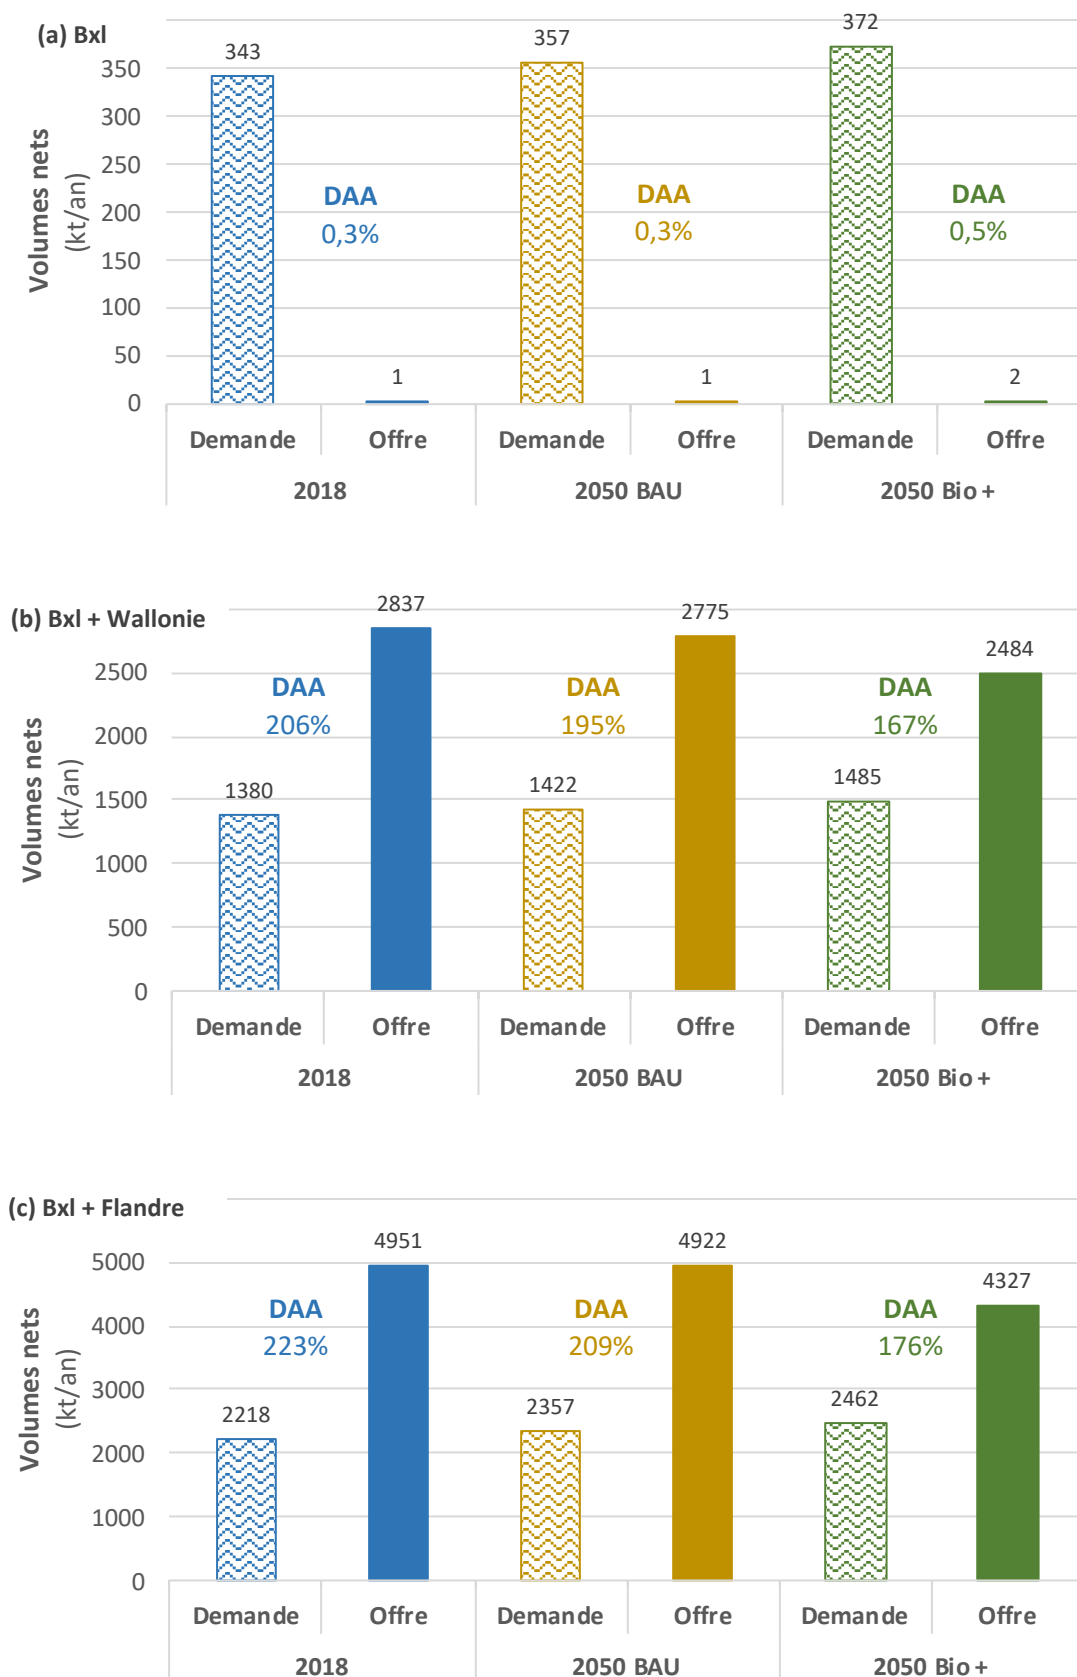 (a) Bxl
Volumes nets
(kt/an)
350
300
250
200
150
100
50
0
343
1
357
1
372
2
DAA
0,3%
DAA
0,3%
DAA
0,5%
Demande Offre Demande Offre Demande Offre
2018 2050 BAU 2050 Bio +
(b) Bxl + Wallonie
Volumes nets
(kt/an)
2500
2000
1500
1000
500
0
1380
2837
1422
2775
1485
2484
DAA
206%
DAA
195%
DAA
167%
Demande Offre Demande Offre Demande Offre
2018 2050 BAU 2050 Bio +
(c) Bxl + Flandre
Volumes nets
(kt/an)
5000
4000
3000
2000
1000
0
2218
4951
2357
4922
2462
4327
DAA
223%
DAA
209%
DAA
176%
Demande Offre Demande Offre Demande Offre
2018 2050 BAU 2050 Bio +